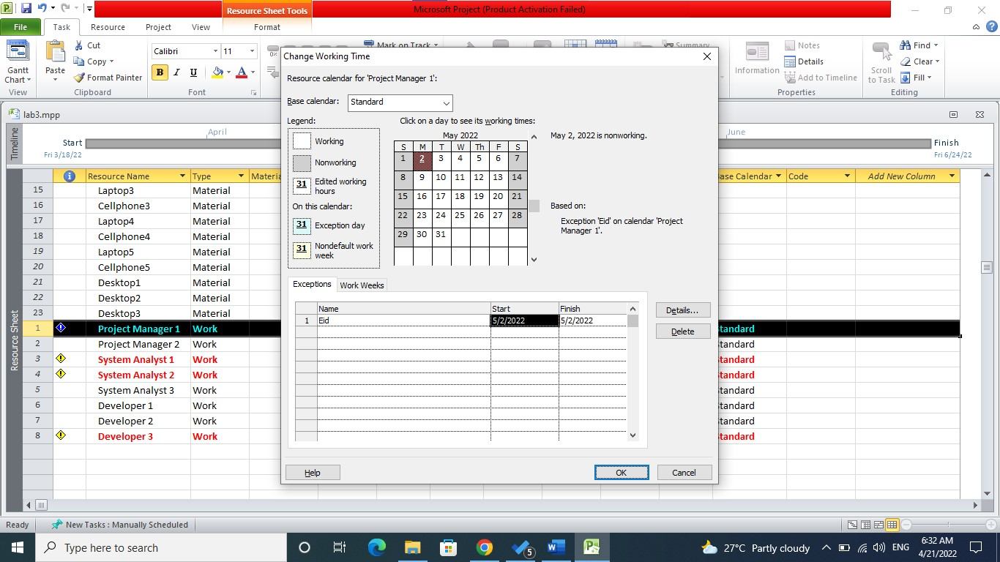 Resource Sheet Tools
Microsoft Project (Product Activation Failed)
File Task Resource Project View Format
Gantt Chart
View
Paste
Cut
Copy
Format Painter
Clipboard
Calibri 11
B I U A
Font
Mark on Track
Summary
Information
Notes
Details
Add to Timeline
Properties
Scroll to Task
Find
Clear
Fill
Editing
lab3.mpp
Timeline
Start
Fri 3/18/22
April
June
Finish
Fri 6/24/22
Resource Sheet
Resource Name Type Materia
ase Calendar Code Add New Column
15 Laptop3 Material
16 Cellphone3 Material
17 Laptop4 Material
18 Cellphone4 Material
19 Laptop5 Material
20 Cellphone5 Material
21 Desktop1 Material
22 Desktop2 Material
23 Desktop3 Material
1 Project Manager 1 Work tandard
2 Project Manager 2 Work tandard
3 System Analyst 1 Work tandard
4 System Analyst 2 Work tandard
5 System Analyst 3 Work tandard
6 Developer 1 Work tandard
7 Developer 2 Work tandard
8 Developer 3 Work tandard
Change Working Time
Resource calendar for 'Project Manager 1':
Base calendar: Standard
Legend:
Working
Nonworking
31 Edited working hours
On this calendar:
31 Exception day
31 Nondefault work week
Click on a day to see its working times:
May 2022
S M T W Th F S
1 2 3 4 5 6 7
8 9 10 11 12 13 14
15 16 17 18 19 20 21
22 23 24 25 26 27 28
29 30 31
May 2, 2022 is nonworking.
Based on:
Exception 'Eid' on calendar 'Project
Manager 1'.
Exceptions Work Weeks
Name Start Finish
1 Eid 5/2/2022 5/2/2022
Details...
Delete
Help OK Cancel
Ready New Tasks : Manually Scheduled
Type here to search
5
27°C Partly cloudy
ENG
6:32 AM
4/21/2022